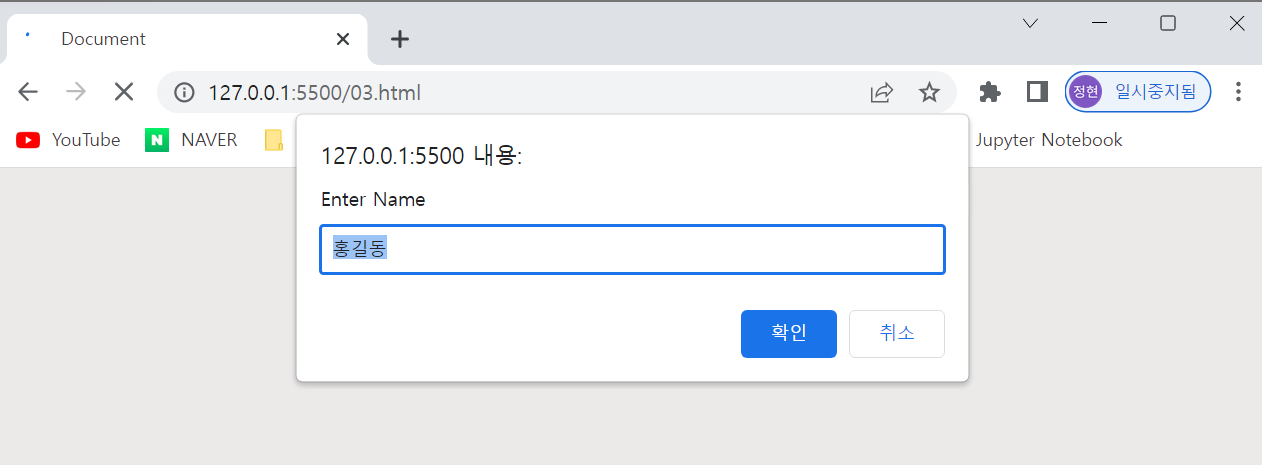 Document
127.0.0.1:5500/03.html
정현 일시중지됨
YouTube N NAVER Jupyter Notebook
127.0.0.1:5500 내용:
Enter Name
홍길동
확인 취소